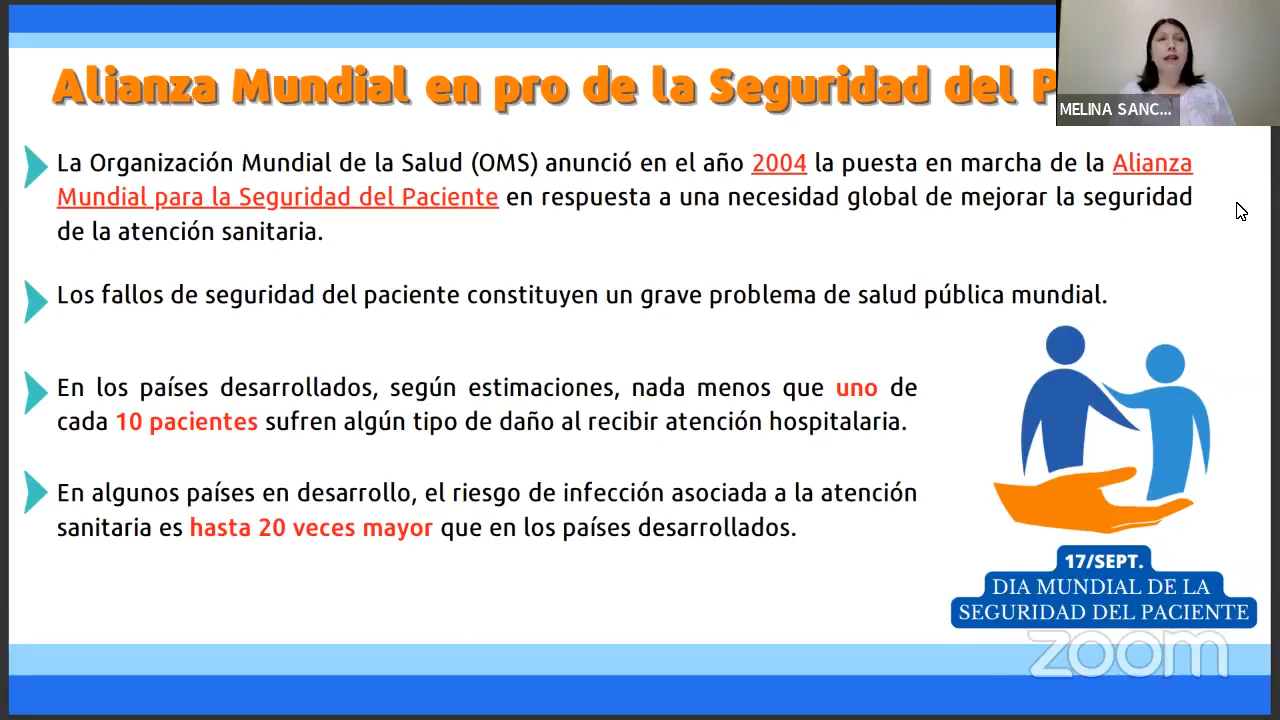 Alianza Mundial en pro de la Seguridad del P
MELINA SANC...
La Organización Mundial de la Salud (OMS) anunció en el año 2004 la puesta en marcha de la Alianza
Mundial para la Seguridad del Paciente en respuesta a una necesidad global de mejorar la seguridad
de la atención sanitaria.
Los fallos de seguridad del paciente constituyen un grave problema de salud pública mundial.
En los países desarrollados, según estimaciones, nada menos que uno de
cada 10 pacientes sufren algún tipo de daño al recibir atención hospitalaria.
En algunos países en desarrollo, el riesgo de infección asociada a la atención
sanitaria es hasta 20 veces mayor que en los países desarrollados.
17/SEPT.
DIA MUNDIAL DE LA
SEGURIDAD DEL PACIENTE
zoom